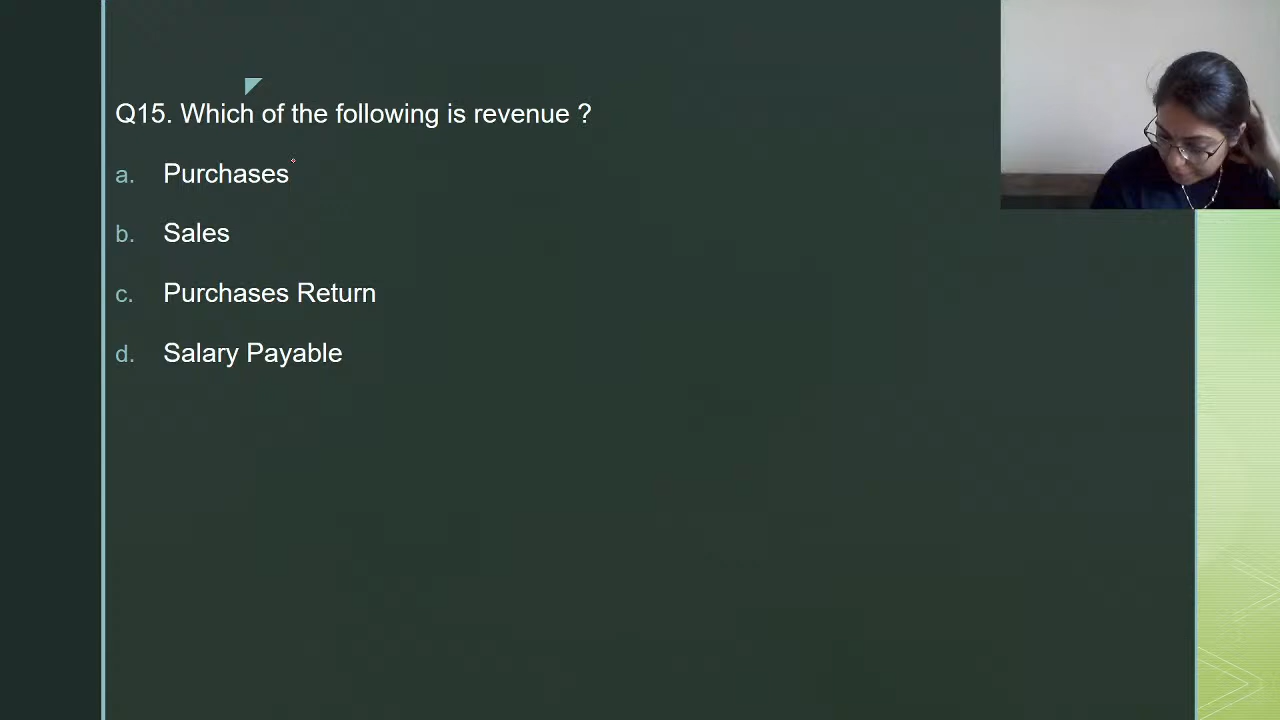 Q15. Which of the following is revenue ?
a. Purchases
b. Sales
c. Purchases Return
d. Salary Payable